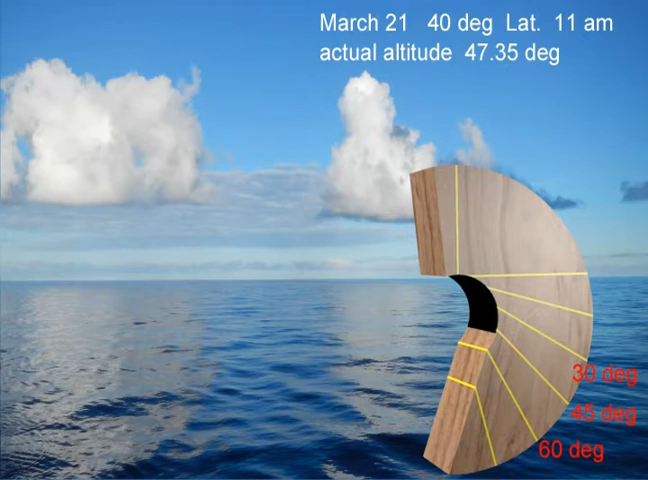 March 21 40 deg Lat. 11 am
actual altitude 47.35 deg
30 deg
45 deg
60 deg